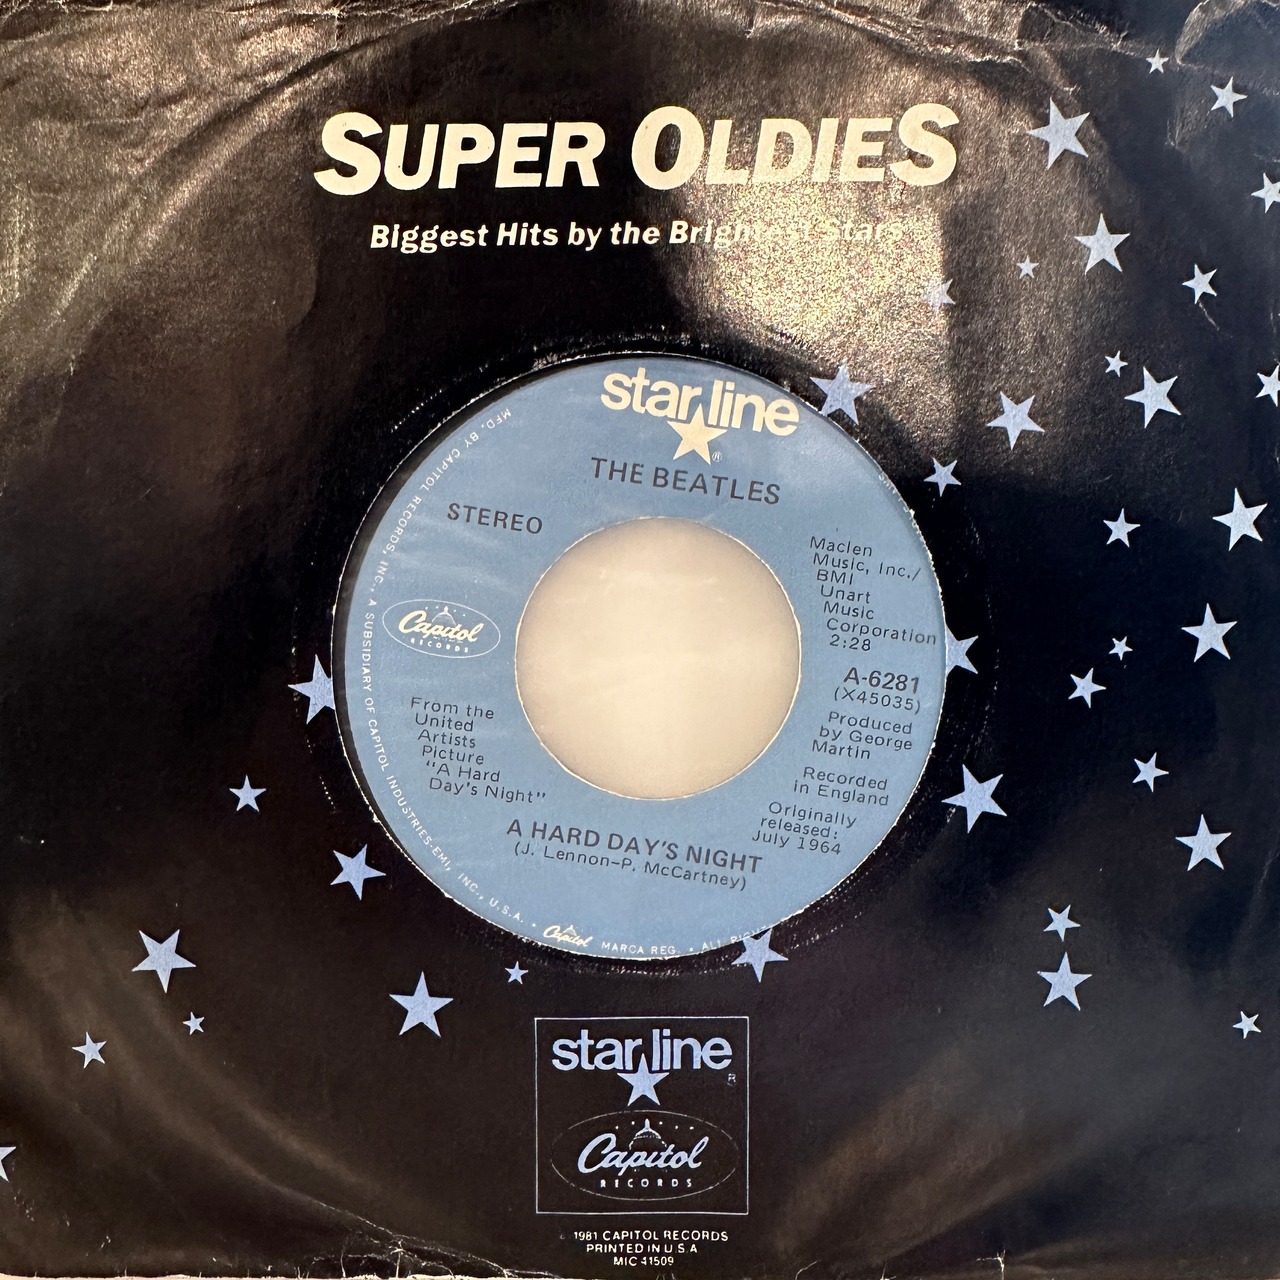 SUPER OLDIES
Biggest Hits by the Brightest Stars
starline
®
THE BEATLES
STEREO
MFD. BY CAPITOL RECORDS, INC., A SUBSIDIARY OF CAPITOL INDUSTRIES-EMI, INC., U.S.A. • Capitol MARCA REG. • ALL
Capitol
RECORDS
Maclen
Music, Inc./
BMI
Unart
Music
Corporation
2:28
A-6281
(X45035)
Produced
by George
Martin
Recorded
in England
Originally
released:
July 1964
From the
United
Artists
Picture
"A Hard
Day's Night"
A HARD DAY'S NIGHT
(J. Lennon–P. McCartney)
starline
R
Capitol
RECORDS
1981 CAPITOL RECORDS
PRINTED IN U.S.A
MIC 41509